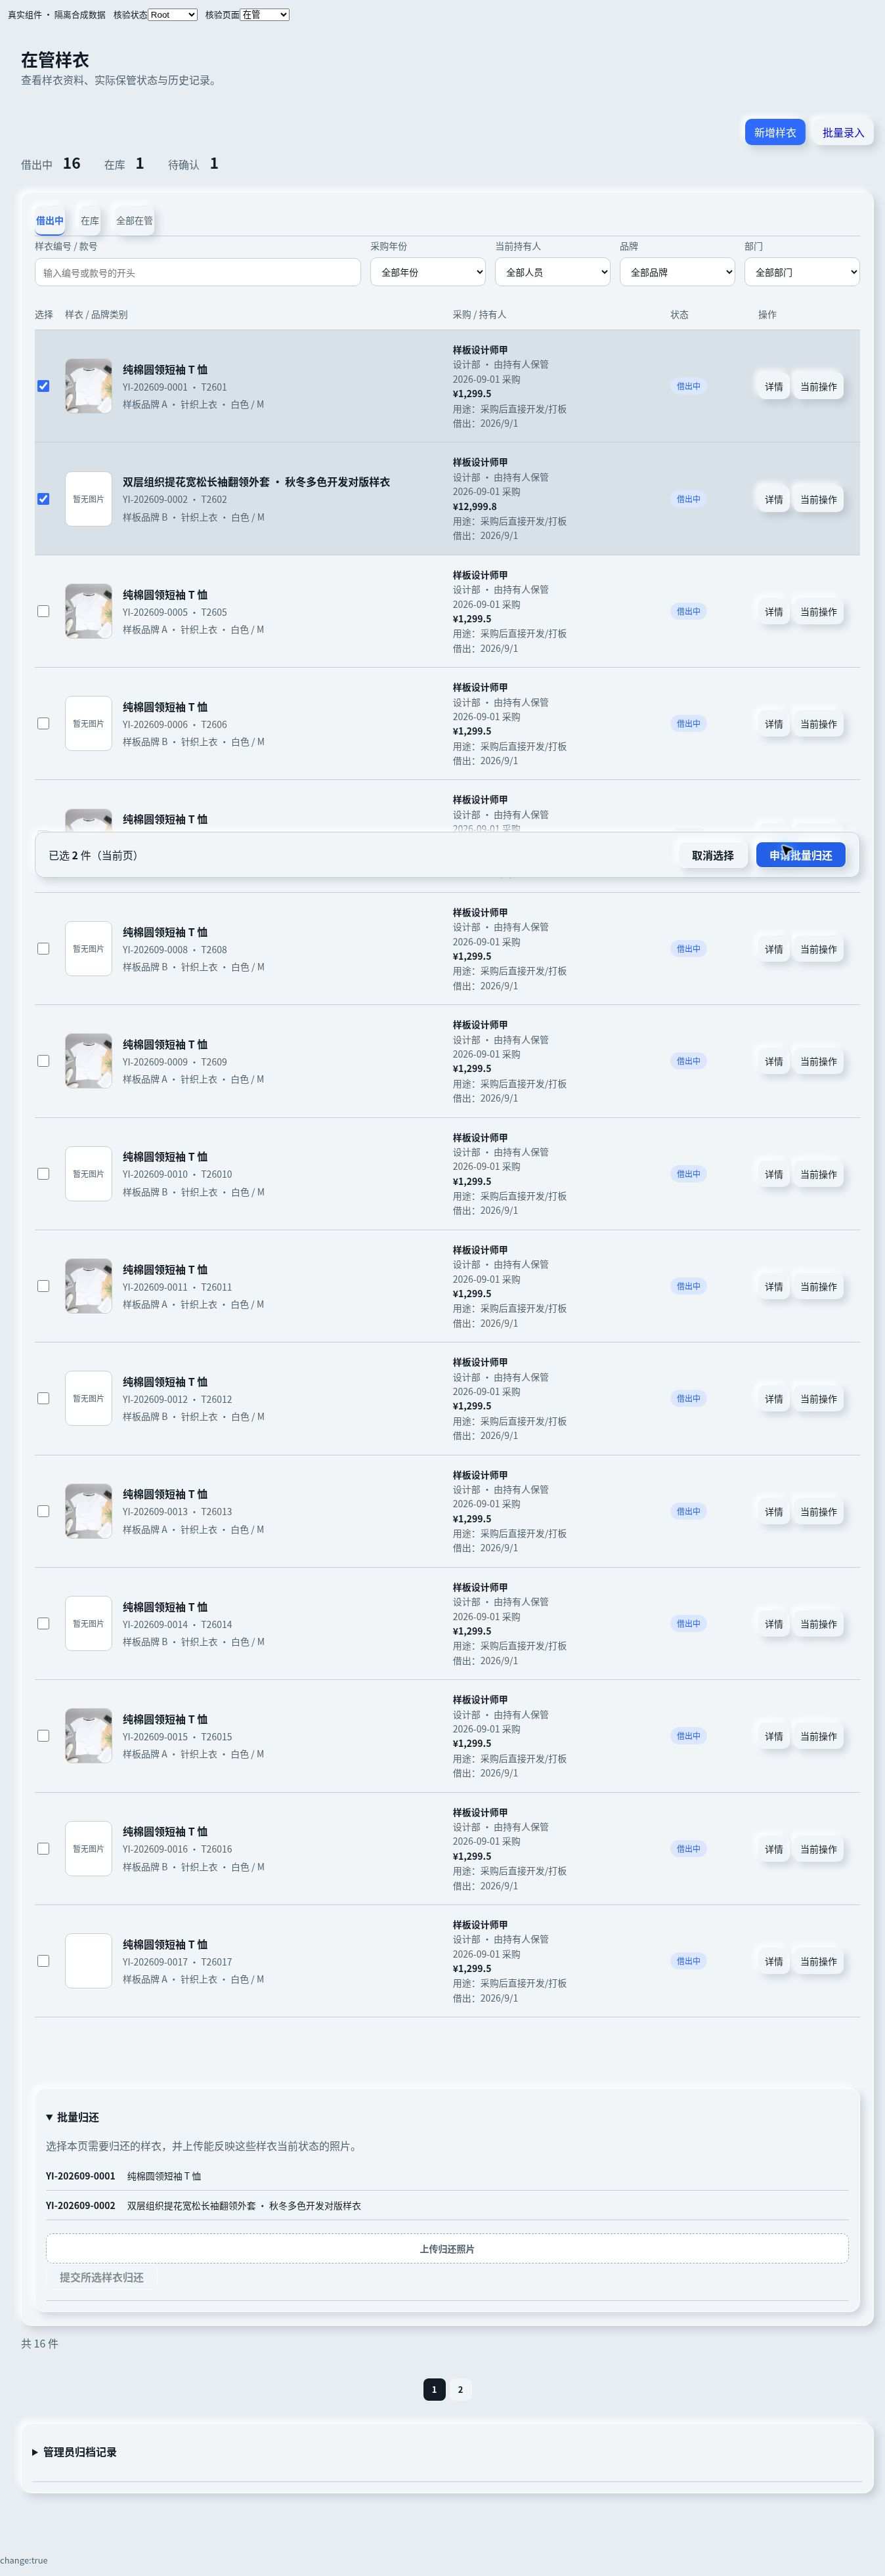 真实组件 · 隔离合成数据 核验状态 Root 核验页面 在管
在管样衣
查看样衣资料、实际保管状态与历史记录。
新增样衣 批量录入
借出中 16 在库 1 待确认 1
借出中 在库 全部在管
样衣编号 / 款号 采购年份 当前持有人 品牌 部门
输入编号或款号的开头 全部年份 全部人员 全部品牌 全部部门
选择 样衣 / 品牌类别 采购 / 持有人 状态 操作
纯棉圆领短袖 T 恤
YI-202609-0001 · T2601
样板品牌 A · 针织上衣 · 白色 / M
样板设计师甲
设计部 · 由持有人保管
2026-09-01 采购
¥1,299.5
用途：采购后直接开发/打板
借出：2026/9/1
借出中 详情 当前操作
暂无图片
双层组织提花宽松长袖翻领外套 · 秋冬多色开发对版样衣
YI-202609-0002 · T2602
样板品牌 B · 针织上衣 · 白色 / M
样板设计师甲
设计部 · 由持有人保管
2026-09-01 采购
¥12,999.8
用途：采购后直接开发/打板
借出：2026/9/1
借出中 详情 当前操作
纯棉圆领短袖 T 恤
YI-202609-0005 · T2605
样板品牌 A · 针织上衣 · 白色 / M
样板设计师甲
设计部 · 由持有人保管
2026-09-01 采购
¥1,299.5
用途：采购后直接开发/打板
借出：2026/9/1
借出中 详情 当前操作
暂无图片
纯棉圆领短袖 T 恤
YI-202609-0006 · T2606
样板品牌 B · 针织上衣 · 白色 / M
样板设计师甲
设计部 · 由持有人保管
2026-09-01 采购
¥1,299.5
用途：采购后直接开发/打板
借出：2026/9/1
借出中 详情 当前操作
纯棉圆领短袖 T 恤
样板设计师甲
设计部 · 由持有人保管
2026-09-01 采购
已选 2 件（当前页） 取消选择 申请批量归还
暂无图片
纯棉圆领短袖 T 恤
YI-202609-0008 · T2608
样板品牌 B · 针织上衣 · 白色 / M
样板设计师甲
设计部 · 由持有人保管
2026-09-01 采购
¥1,299.5
用途：采购后直接开发/打板
借出：2026/9/1
借出中 详情 当前操作
纯棉圆领短袖 T 恤
YI-202609-0009 · T2609
样板品牌 A · 针织上衣 · 白色 / M
样板设计师甲
设计部 · 由持有人保管
2026-09-01 采购
¥1,299.5
用途：采购后直接开发/打板
借出：2026/9/1
借出中 详情 当前操作
暂无图片
纯棉圆领短袖 T 恤
YI-202609-0010 · T26010
样板品牌 B · 针织上衣 · 白色 / M
样板设计师甲
设计部 · 由持有人保管
2026-09-01 采购
¥1,299.5
用途：采购后直接开发/打板
借出：2026/9/1
借出中 详情 当前操作
纯棉圆领短袖 T 恤
YI-202609-0011 · T26011
样板品牌 A · 针织上衣 · 白色 / M
样板设计师甲
设计部 · 由持有人保管
2026-09-01 采购
¥1,299.5
用途：采购后直接开发/打板
借出：2026/9/1
借出中 详情 当前操作
暂无图片
纯棉圆领短袖 T 恤
YI-202609-0012 · T26012
样板品牌 B · 针织上衣 · 白色 / M
样板设计师甲
设计部 · 由持有人保管
2026-09-01 采购
¥1,299.5
用途：采购后直接开发/打板
借出：2026/9/1
借出中 详情 当前操作
纯棉圆领短袖 T 恤
YI-202609-0013 · T26013
样板品牌 A · 针织上衣 · 白色 / M
样板设计师甲
设计部 · 由持有人保管
2026-09-01 采购
¥1,299.5
用途：采购后直接开发/打板
借出：2026/9/1
借出中 详情 当前操作
暂无图片
纯棉圆领短袖 T 恤
YI-202609-0014 · T26014
样板品牌 B · 针织上衣 · 白色 / M
样板设计师甲
设计部 · 由持有人保管
2026-09-01 采购
¥1,299.5
用途：采购后直接开发/打板
借出：2026/9/1
借出中 详情 当前操作
纯棉圆领短袖 T 恤
YI-202609-0015 · T26015
样板品牌 A · 针织上衣 · 白色 / M
样板设计师甲
设计部 · 由持有人保管
2026-09-01 采购
¥1,299.5
用途：采购后直接开发/打板
借出：2026/9/1
借出中 详情 当前操作
暂无图片
纯棉圆领短袖 T 恤
YI-202609-0016 · T26016
样板品牌 B · 针织上衣 · 白色 / M
样板设计师甲
设计部 · 由持有人保管
2026-09-01 采购
¥1,299.5
用途：采购后直接开发/打板
借出：2026/9/1
借出中 详情 当前操作
纯棉圆领短袖 T 恤
YI-202609-0017 · T26017
样板品牌 A · 针织上衣 · 白色 / M
样板设计师甲
设计部 · 由持有人保管
2026-09-01 采购
¥1,299.5
用途：采购后直接开发/打板
借出：2026/9/1
借出中 详情 当前操作
▼ 批量归还
选择本页需要归还的样衣，并上传能反映这些样衣当前状态的照片。
YI-202609-0001 纯棉圆领短袖 T 恤
YI-202609-0002 双层组织提花宽松长袖翻领外套 · 秋冬多色开发对版样衣
上传归还照片
提交所选样衣归还
共 16 件
1 2
▶ 管理员归档记录
change:true